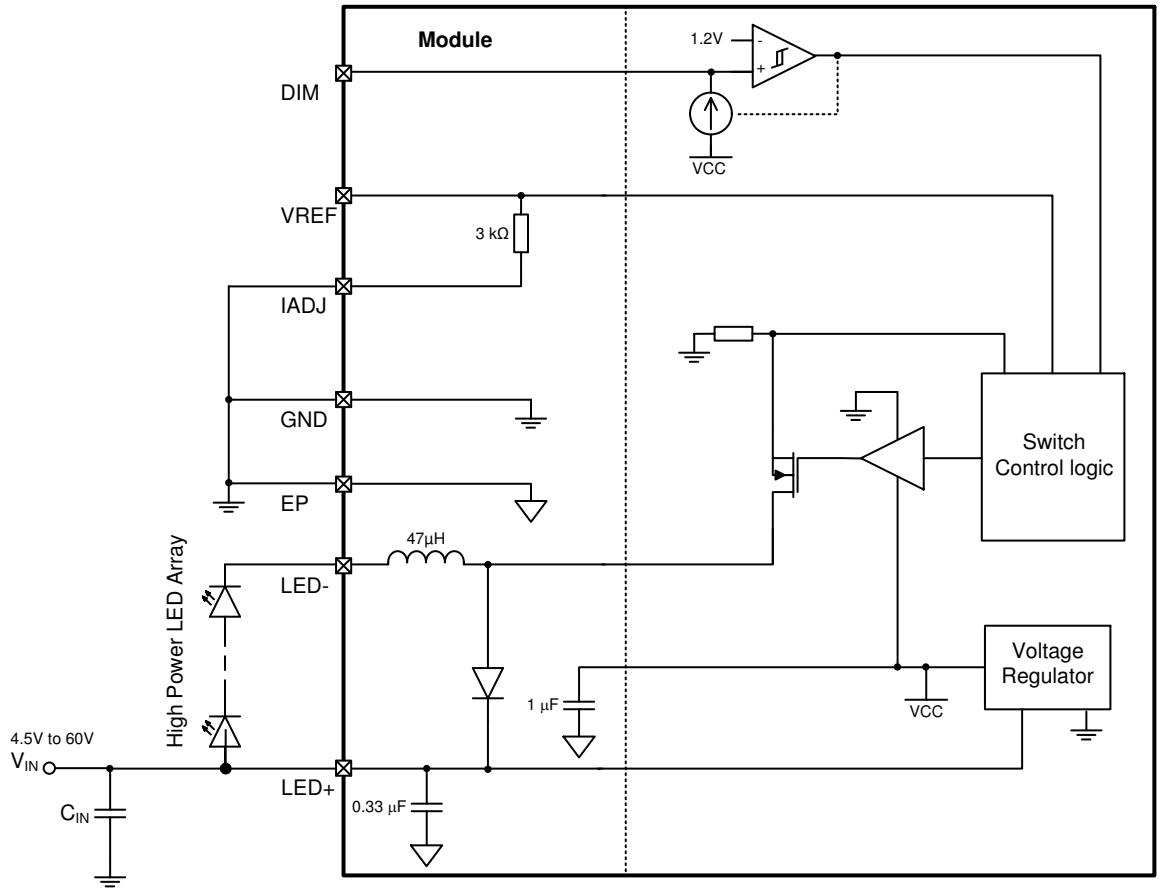 Module
1.2V
-
+
DIM
VCC
VREF
3 kΩ
IADJ
GND
EP
Switch
Control logic
47μH
LED-
High Power LED Array
Voltage
Regulator
1 μF
VCC
4.5V to 60V
VIN
LED+
0.33 μF
CIN